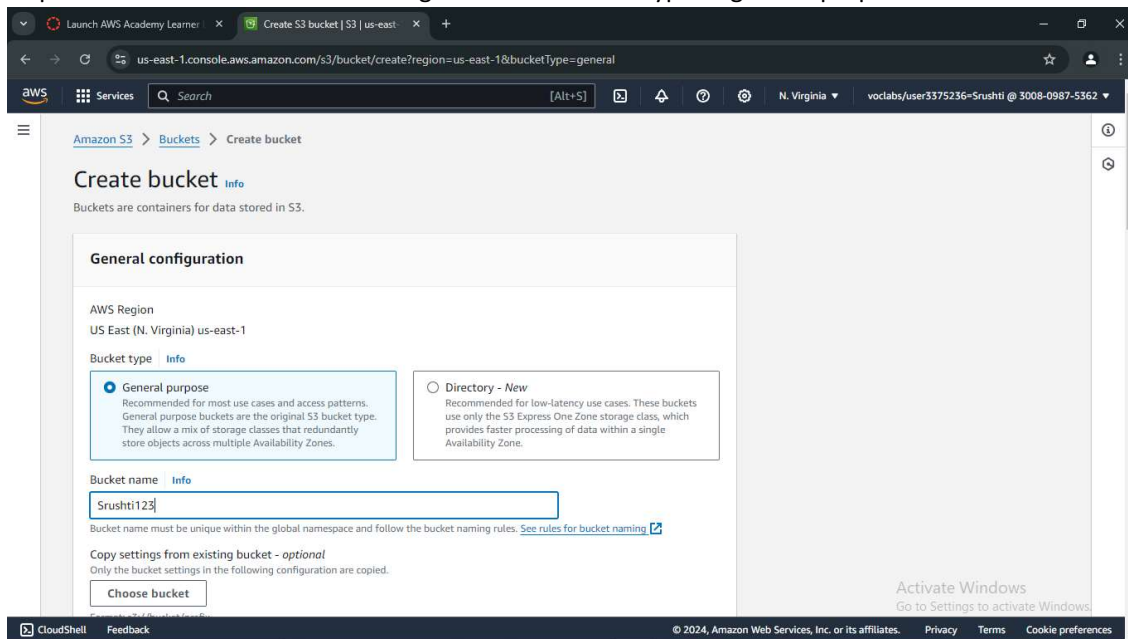 Launch AWS Academy Learner
Create S3 bucket | S3 | us-east-
us-east-1.console.aws.amazon.com/s3/bucket/create?region=us-east-1&bucketType=general
aws
Services
Search
[Alt+S]
N. Virginia
voclabs/user3375236=Srushti @ 3008-0987-5362
Amazon S3 > Buckets > Create bucket
Create bucket Info
Buckets are containers for data stored in S3.
General configuration
AWS Region
US East (N. Virginia) us-east-1
Bucket type Info
General purpose
Recommended for most use cases and access patterns.
General purpose buckets are the original S3 bucket type.
They allow a mix of storage classes that redundantly
store objects across multiple Availability Zones.
Directory - New
Recommended for low-latency use cases. These buckets
use only the S3 Express One Zone storage class, which
provides faster processing of data within a single
Availability Zone.
Bucket name Info
Srushti123
Bucket name must be unique within the global namespace and follow the bucket naming rules. See rules for bucket naming
Copy settings from existing bucket - optional
Only the bucket settings in the following configuration are copied.
Choose bucket
Activate Windows
Go to Settings to activate Windows.
CloudShell Feedback
© 2024, Amazon Web Services, Inc. or its affiliates. Privacy Terms Cookie preferences